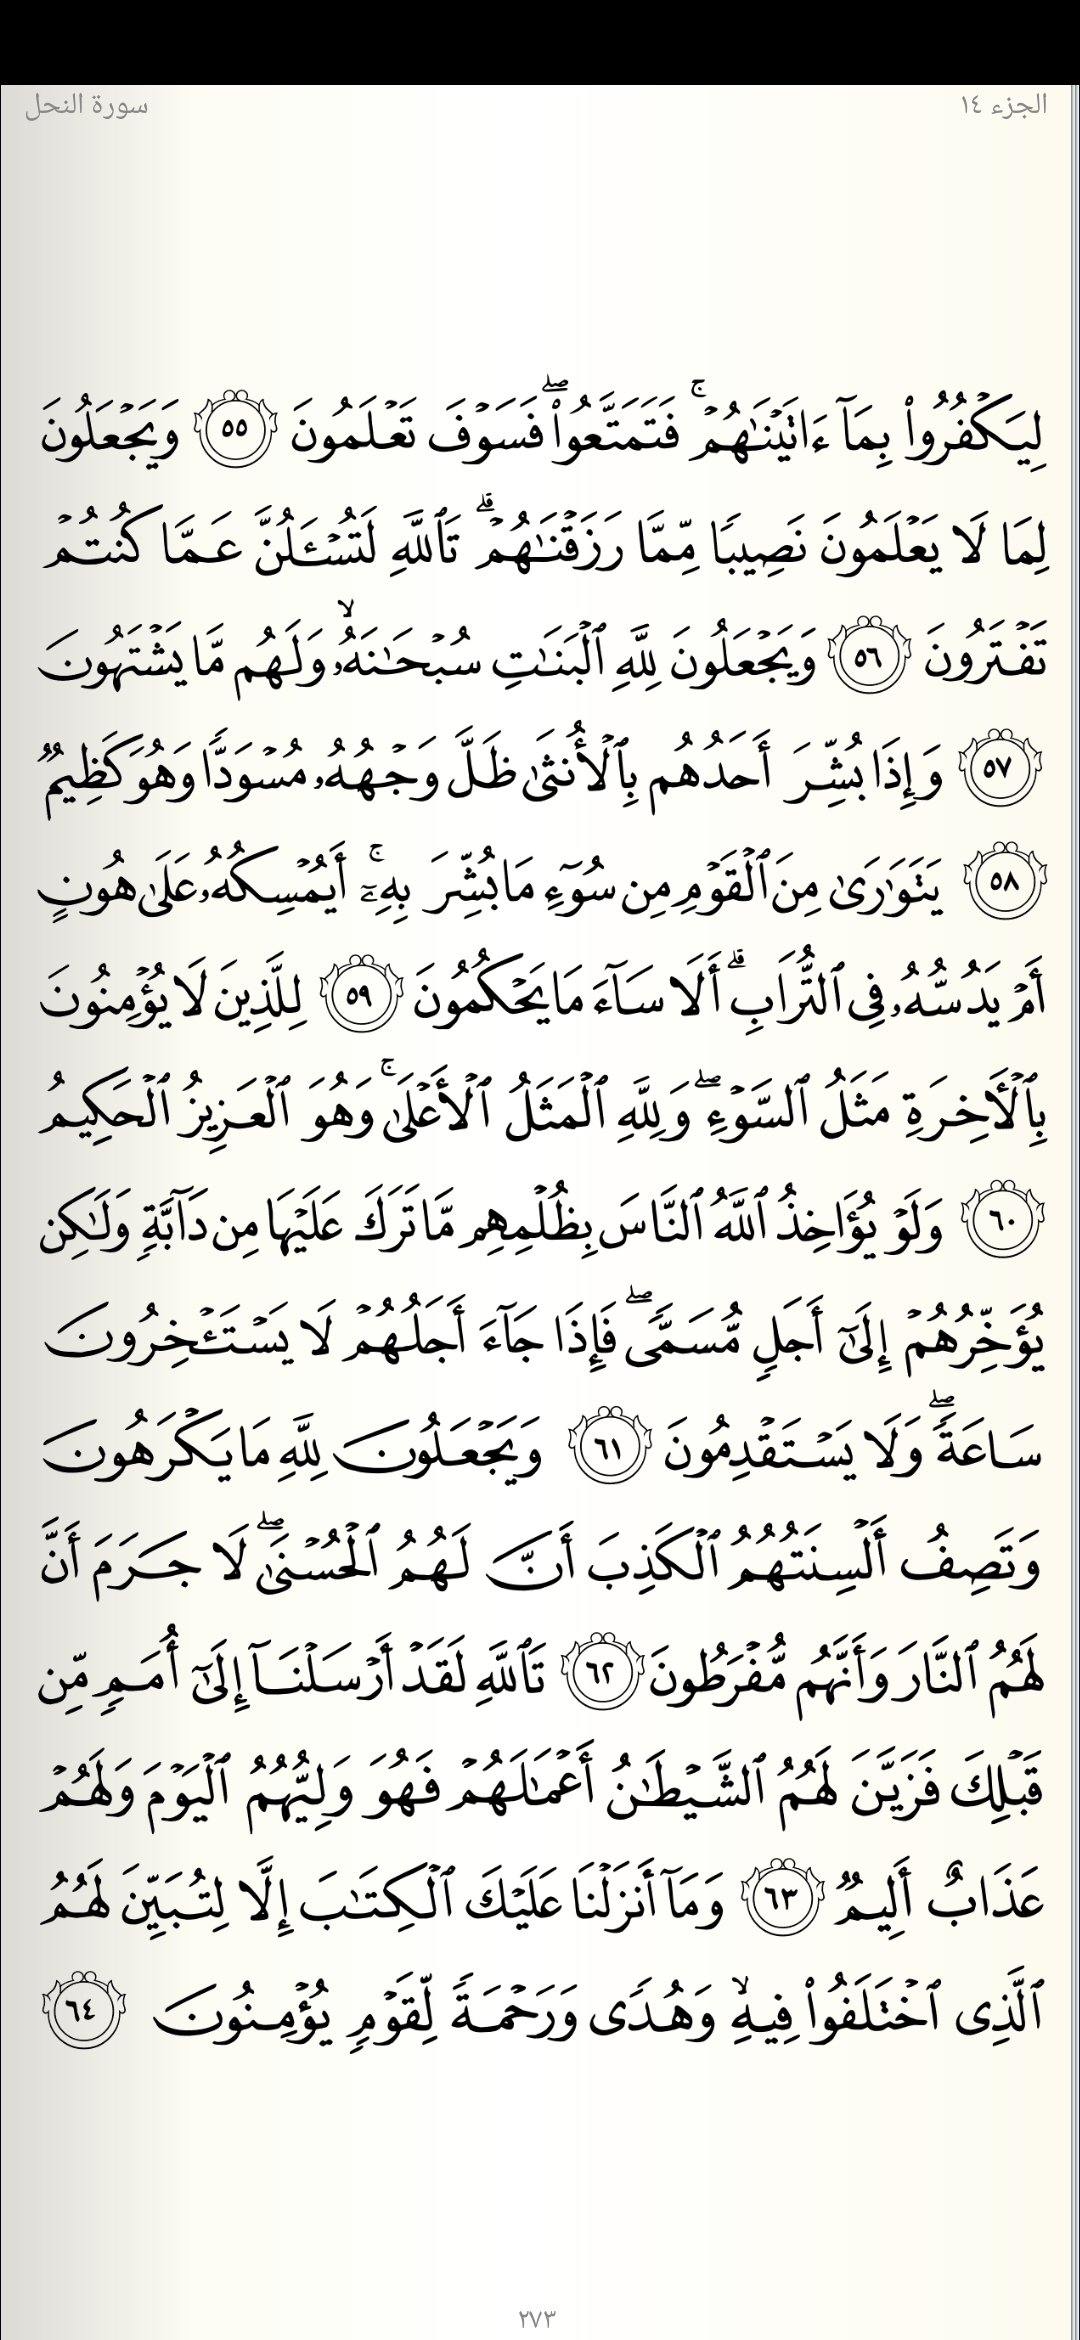 الجزء ١٤
سورة النحل
لِيَكْفُرُوا۟ بِمَآ ءَاتَيْنَٰهُمْ ۚ فَتَمَتَّعُوا۟ ۖ فَسَوْفَ تَعْلَمُونَ ٥٥ وَيَجْعَلُونَ
لِمَا لَا يَعْلَمُونَ نَصِيبًا مِّمَّا رَزَقْنَٰهُمْ ۗ تَٱللَّهِ لَتُسْـَٔلُنَّ عَمَّا كُنتُمْ
تَفْتَرُونَ ٥٦ وَيَجْعَلُونَ لِلَّهِ ٱلْبَنَٰتِ سُبْحَٰنَهُۥ ۙ وَلَهُم مَّا يَشْتَهُونَ
٥٧ وَإِذَا بُشِّرَ أَحَدُهُم بِٱلْأُنثَىٰ ظَلَّ وَجْهُهُۥ مُسْوَدًّا وَهُوَ كَظِيمٌ
٥٨ يَتَوَٰرَىٰ مِنَ ٱلْقَوْمِ مِن سُوٓءِ مَا بُشِّرَ بِهِۦٓ ۚ أَيُمْسِكُهُۥ عَلَىٰ هُونٍ
أَمْ يَدُسُّهُۥ فِى ٱلتُّرَابِ ۗ أَلَا سَآءَ مَا يَحْكُمُونَ ٥٩ لِلَّذِينَ لَا يُؤْمِنُونَ
بِٱلْءَاخِرَةِ مَثَلُ ٱلسَّوْءِ ۖ وَلِلَّهِ ٱلْمَثَلُ ٱلْأَعْلَىٰ ۚ وَهُوَ ٱلْعَزِيزُ ٱلْحَكِيمُ
٦٠ وَلَوْ يُؤَاخِذُ ٱللَّهُ ٱلنَّاسَ بِظُلْمِهِم مَّا تَرَكَ عَلَيْهَا مِن دَآبَّةٍ وَلَٰكِن
يُؤَخِّرُهُمْ إِلَىٰٓ أَجَلٍ مُّسَمًّى ۖ فَإِذَا جَآءَ أَجَلُهُمْ لَا يَسْتَـْٔخِرُونَ
سَاعَةً ۖ وَلَا يَسْتَقْدِمُونَ ٦١ وَيَجْعَلُونَ لِلَّهِ مَا يَكْرَهُونَ
وَتَصِفُ أَلْسِنَتُهُمُ ٱلْكَذِبَ أَنَّ لَهُمُ ٱلْحُسْنَىٰ ۖ لَا جَرَمَ أَنَّ
لَهُمُ ٱلنَّارَ وَأَنَّهُم مُّفْرَطُونَ ٦٢ تَٱللَّهِ لَقَدْ أَرْسَلْنَآ إِلَىٰٓ أُمَمٍ مِّن
قَبْلِكَ فَزَيَّنَ لَهُمُ ٱلشَّيْطَٰنُ أَعْمَٰلَهُمْ فَهُوَ وَلِيُّهُمُ ٱلْيَوْمَ وَلَهُمْ
عَذَابٌ أَلِيمٌ ٦٣ وَمَآ أَنزَلْنَا عَلَيْكَ ٱلْكِتَٰبَ إِلَّا لِتُبَيِّنَ لَهُمُ
ٱلَّذِى ٱخْتَلَفُوا۟ فِيهِ ۙ وَهُدًى وَرَحْمَةً لِّقَوْمٍ يُؤْمِنُونَ ٦٤
٢٧٣